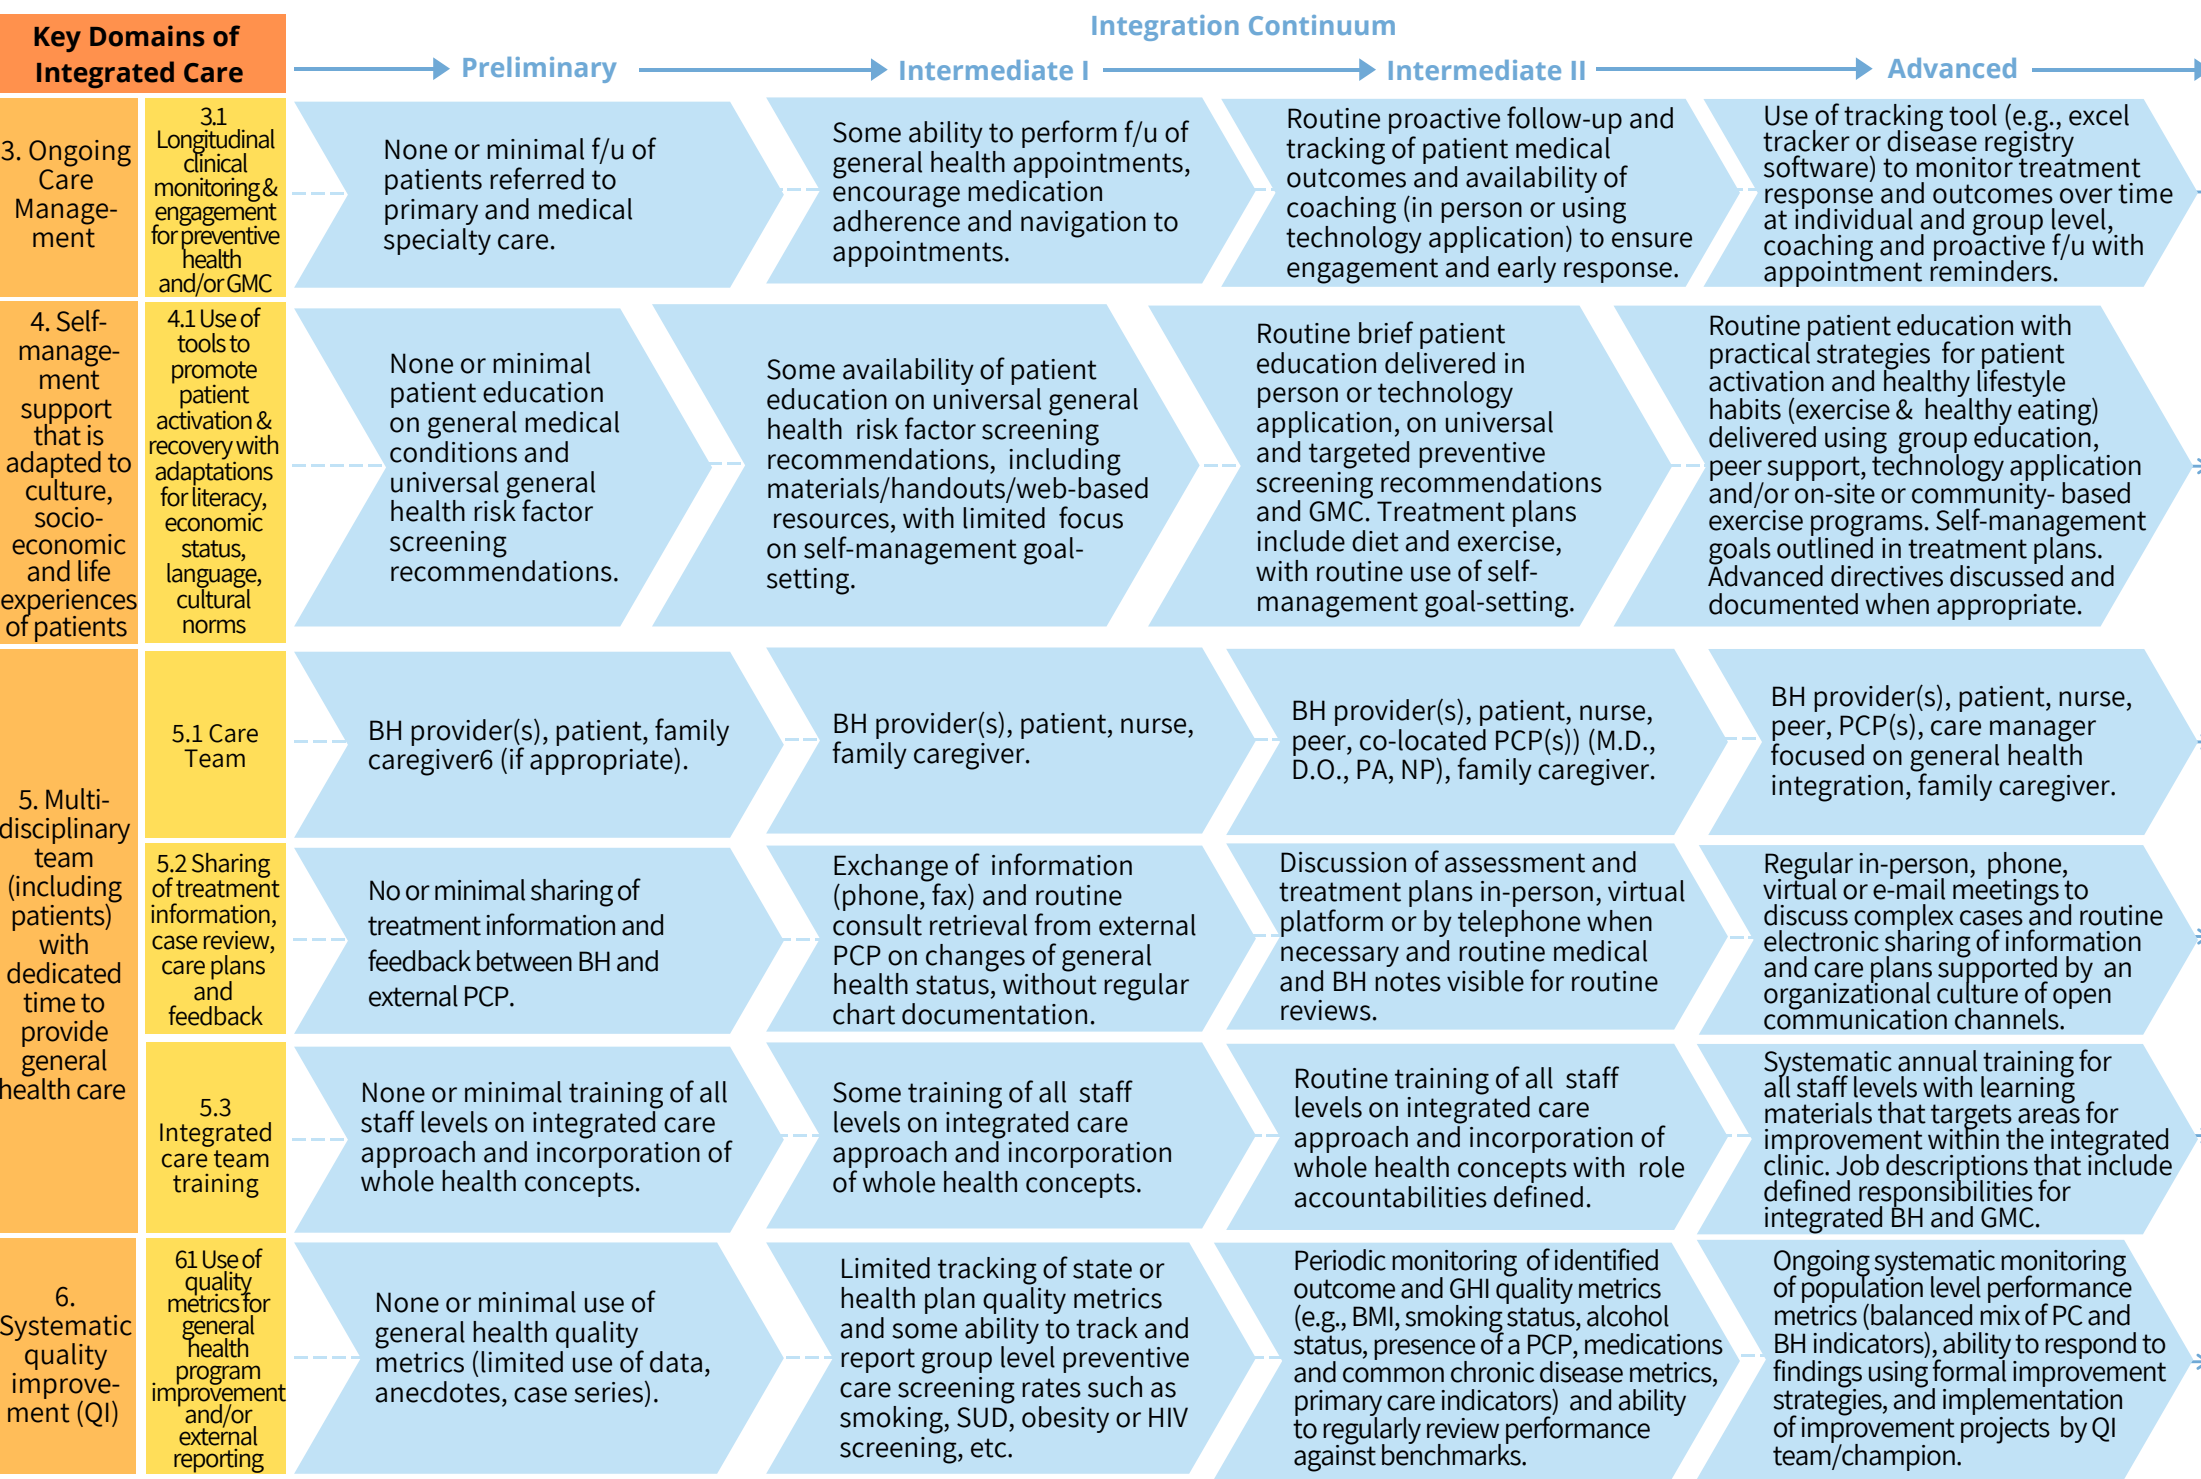 Integration Continuum
Key Domains of
Integrated Care
Preliminary
Intermediate I
Intermediate II
Advanced
3. Ongoing
Care
Manage-
ment
3.1
Longitudinal
clinical
monitoring &
engagement
for preventive
health
and/or GMC
None or minimal f/u of
patients referred to
primary and medical
specialty care.
Some ability to perform f/u of
general health appointments,
encourage medication
adherence and navigation to
appointments.
Routine proactive follow-up and
tracking of patient medical
outcomes and availability of
coaching (in person or using
technology application) to ensure
engagement and early response.
Use of tracking tool (e.g., excel
tracker or disease registry
software) to monitor treatment
response and outcomes over time
at individual and group level,
coaching and proactive f/u with
appointment reminders.
4. Self-
manage-
ment
support
that is
adapted to
culture,
socio-
economic
and life
experiences
of patients
4.1 Use of
tools to
promote
patient
activation &
recovery with
adaptations
for literacy,
economic
status,
language,
cultural
norms
None or minimal
patient education
on general medical
conditions and
universal general
health risk factor
screening
recommendations.
Some availability of patient
education on universal general
health risk factor screening
recommendations, including
materials/handouts/web-based
resources, with limited focus
on self-management goal-
setting.
Routine brief patient
education delivered in
person or technology
application, on universal
and targeted preventive
screening recommendations
and GMC. Treatment plans
include diet and exercise,
with routine use of self-
management goal-setting.
Routine patient education with
practical strategies for patient
activation and healthy lifestyle
habits (exercise & healthy eating)
delivered using group education,
peer support, technology application
and/or on-site or community- based
exercise programs. Self-management
goals outlined in treatment plans.
Advanced directives discussed and
documented when appropriate.
5. Multi-
disciplinary
team
(including
patients)
with
dedicated
time to
provide
general
health care
5.1 Care
Team
BH provider(s), patient, family
caregiver6 (if appropriate).
BH provider(s), patient, nurse,
family caregiver.
BH provider(s), patient, nurse,
peer, co-located PCP(s)) (M.D.,
D.O., PA, NP), family caregiver.
BH provider(s), patient, nurse,
peer, PCP(s), care manager
focused on general health
integration, family caregiver.
5.2 Sharing
of treatment
information,
case review,
care plans
and
feedback
No or minimal sharing of
treatment information and
feedback between BH and
external PCP.
Exchange of information
(phone, fax) and routine
consult retrieval from external
PCP on changes of general
health status, without regular
chart documentation.
Discussion of assessment and
treatment plans in-person, virtual
platform or by telephone when
necessary and routine medical
and BH notes visible for routine
reviews.
Regular in-person, phone,
virtual or e-mail meetings to
discuss complex cases and routine
electronic sharing of information
and care plans supported by an
organizational culture of open
communication channels.
5.3
Integrated
care team
training
None or minimal training of all
staff levels on integrated care
approach and incorporation of
whole health concepts.
Some training of all staff
levels on integrated care
approach and incorporation
of whole health concepts.
Routine training of all staff
levels on integrated care
approach and incorporation of
whole health concepts with role
accountabilities defined.
Systematic annual training for
all staff levels with learning
materials that targets areas for
improvement within the integrated
clinic. Job descriptions that include
defined responsibilities for
integrated BH and GMC.
6.
Systematic
quality
improve-
ment (QI)
61 Use of
quality
metrics for
general
health
program
improvement
and/or
external
reporting
None or minimal use of
general health quality
metrics (limited use of data,
anecdotes, case series).
Limited tracking of state or
health plan quality metrics
and some ability to track and
report group level preventive
care screening rates such as
smoking, SUD, obesity or HIV
screening, etc.
Periodic monitoring of identified
outcome and GHI quality metrics
(e.g., BMI, smoking status, alcohol
status, presence of a PCP, medications
and common chronic disease metrics,
primary care indicators) and ability
to regularly review performance
against benchmarks.
Ongoing systematic monitoring
of population level performance
metrics (balanced mix of PC and
BH indicators), ability to respond to
findings using formal improvement
strategies, and implementation
of improvement projects by QI
team/champion.